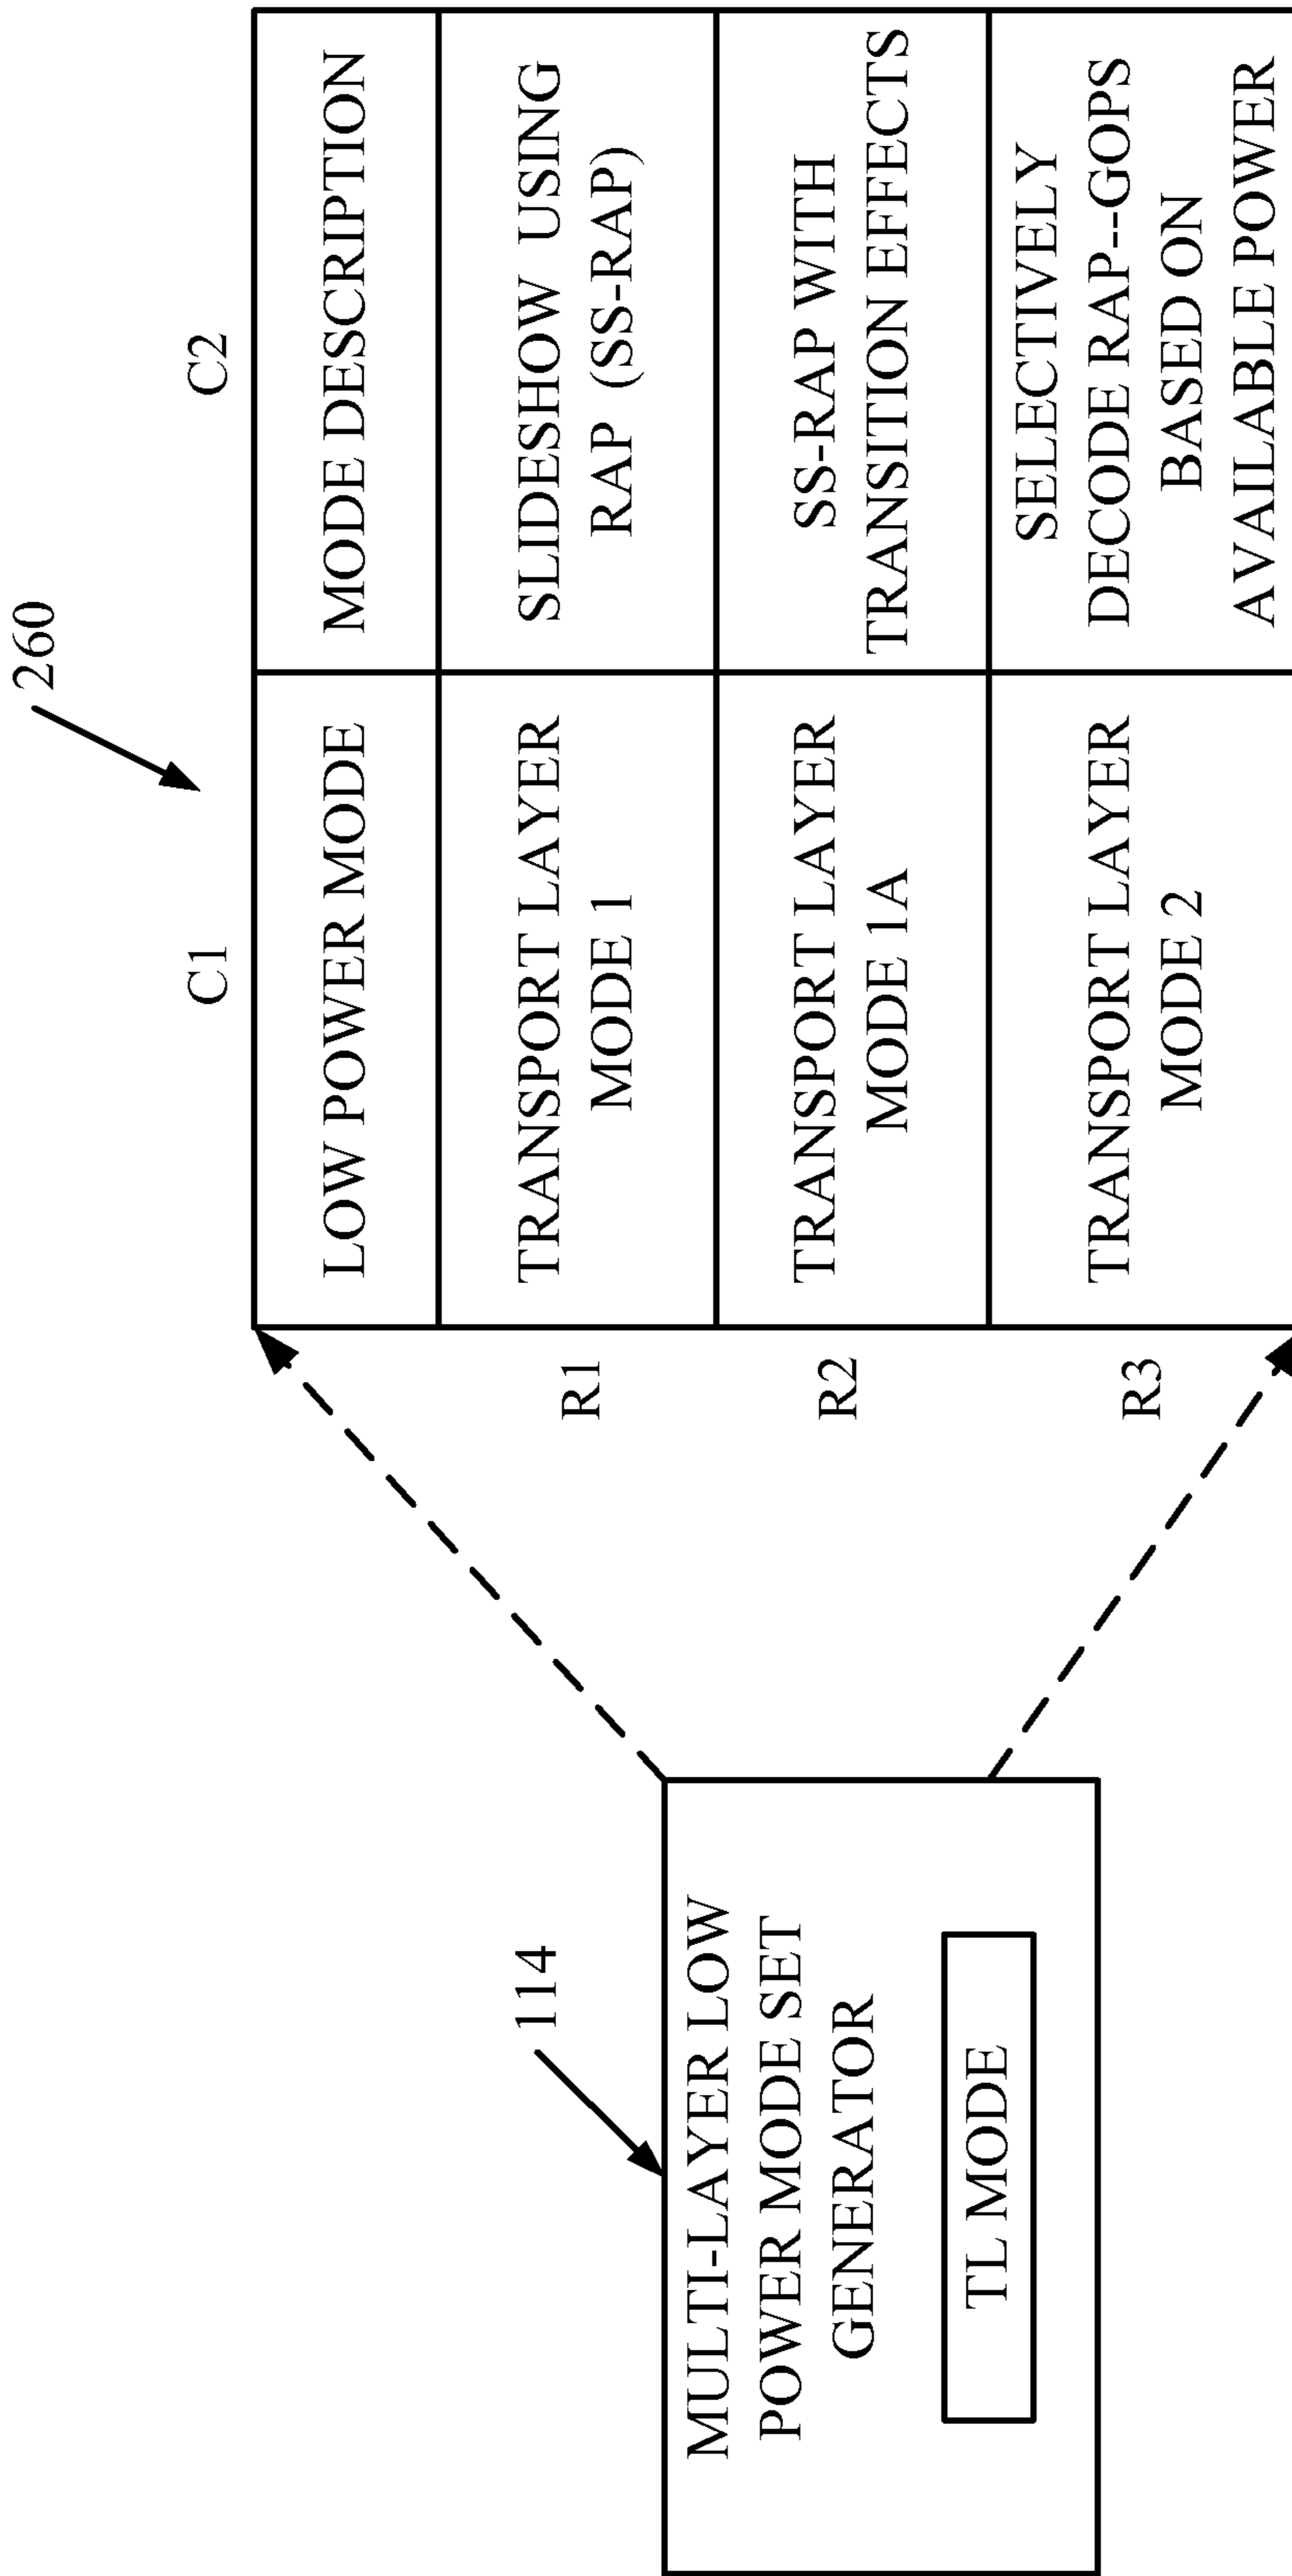 260
C1
C2
LOW POWER MODE
MODE DESCRIPTION
R1
TRANSPORT LAYER
MODE 1
SLIDESHOW USING
RAP (SS-RAP)
R2
TRANSPORT LAYER
MODE 1A
SS-RAP WITH
TRANSITION EFFECTS
R3
TRANSPORT LAYER
MODE 2
SELECTIVELY
DECODE RAP--GOPS
BASED ON
AVAILABLE POWER
114
MULTI-LAYER LOW
POWER MODE SET
GENERATOR
TL MODE